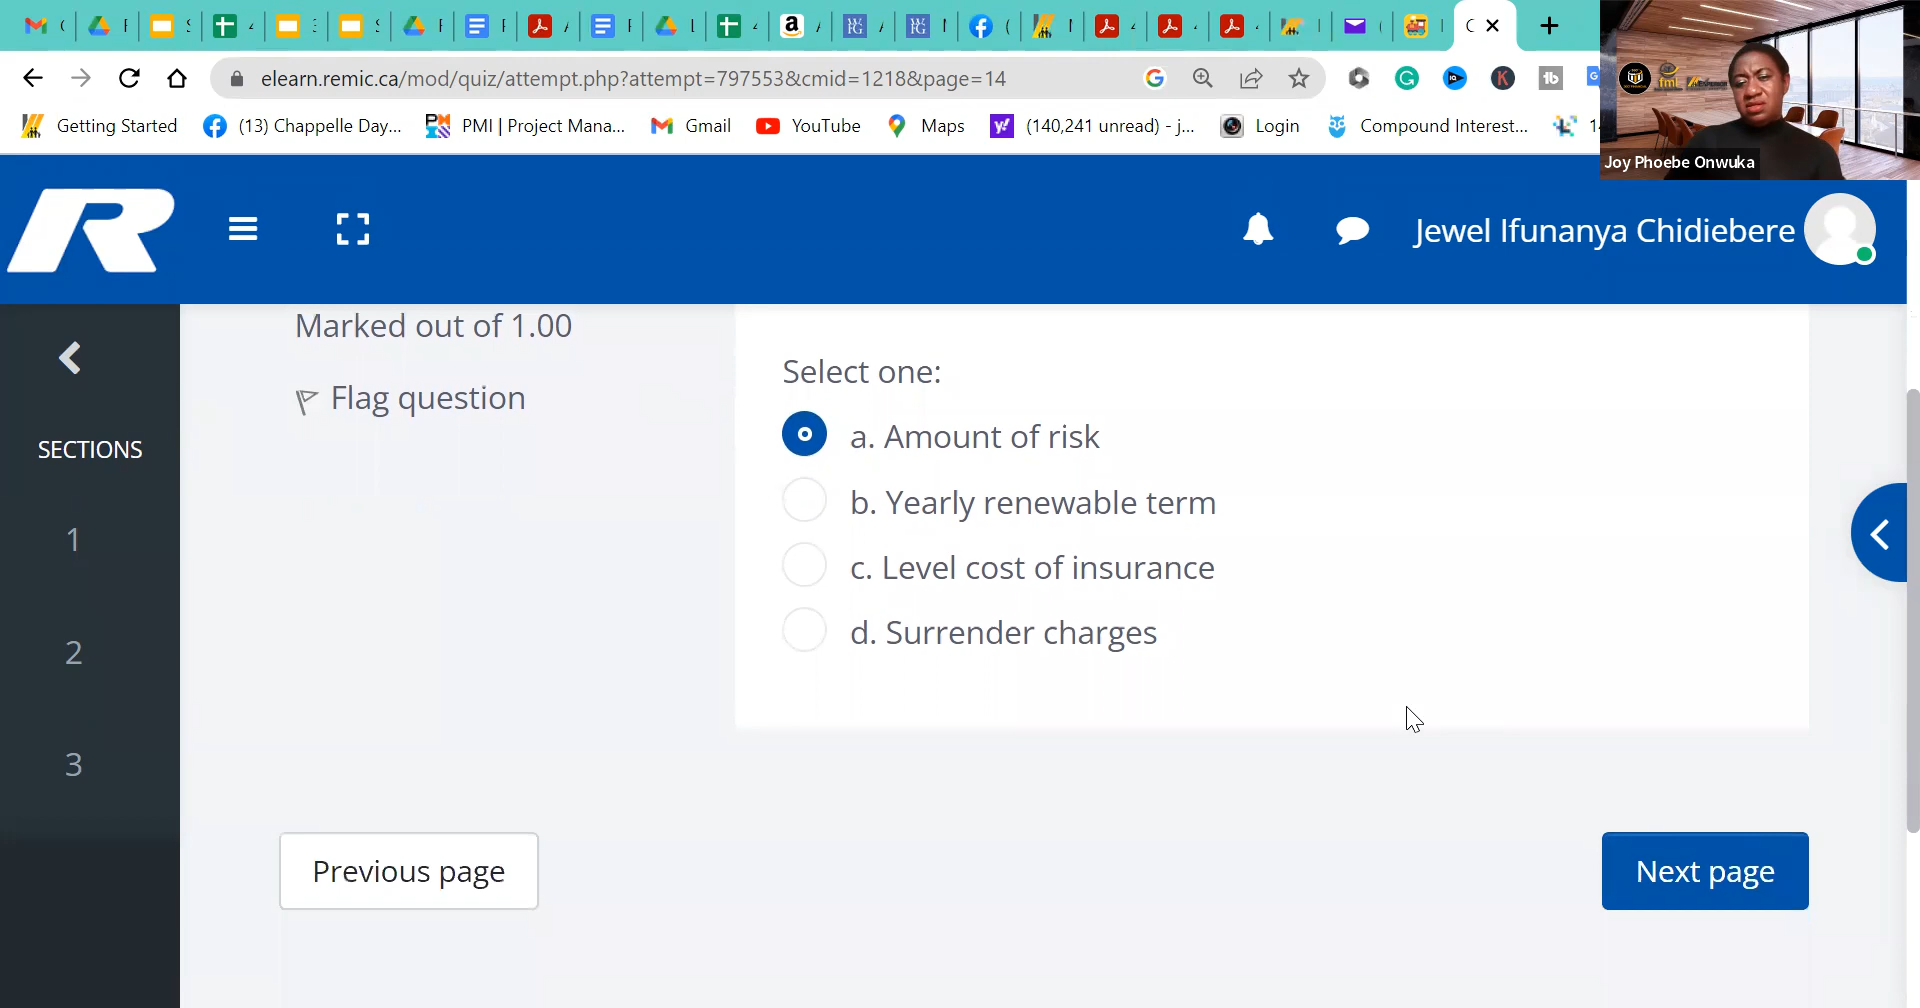 elearn.remic.ca/mod/quiz/attempt.php?attempt=797553&cmid=1218&page=14
Getting Started (13) Chappelle Day... PMI | Project Mana... Gmail YouTube Maps (140,241 unread) - j... Login Compound Interest...
Joy Phoebe Onwuka
Jewel Ifunanya Chidiebere
Marked out of 1.00
Flag question
SECTIONS
1
2
3
Select one:
a. Amount of risk
b. Yearly renewable term
c. Level cost of insurance
d. Surrender charges
Previous page
Next page